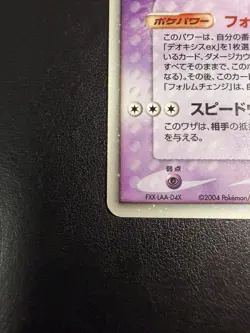 ポケパワー フォ
このパワーは、自分の番
「デオキシスex」を1枚選
いるカード、ダメージカウ
すべてそのままで、このポ
なる)。その後、このカード
「フォルムチェンジ」は、自
スピード
このワザは、相手の抵
を与える。
弱点
FXX-LAA-04X
©2004 Pokémon/